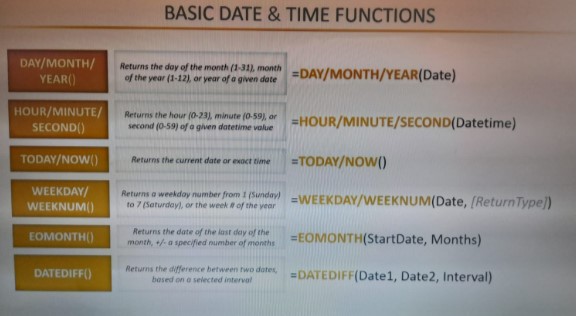 BASIC DATE & TIME FUNCTIONS
DAY/MONTH/
YEAR()
Returns the day of the month (1-31), month
of the year (1-12), or year of a given date
=DAY/MONTH/YEAR(Date)
HOUR/MINUTE/
SECOND()
Returns the hour (0-23), minute (0-59), or
second (0-59) of a given datetime value
=HOUR/MINUTE/SECOND(Datetime)
TODAY/NOW()
Returns the current date or exact time
=TODAY/NOW()
WEEKDAY/
WEEKNUM()
Returns a weekday number from 1 (Sunday)
to 7 (Saturday), or the week # of the year
=WEEKDAY/WEEKNUM(Date, [ReturnType])
EOMONTH()
Returns the date of the last day of the
month, +/- a specified number of months
=EOMONTH(StartDate, Months)
DATEDIFF()
Returns the difference between two dates,
based on a selected interval
=DATEDIFF(Date1, Date2, Interval)